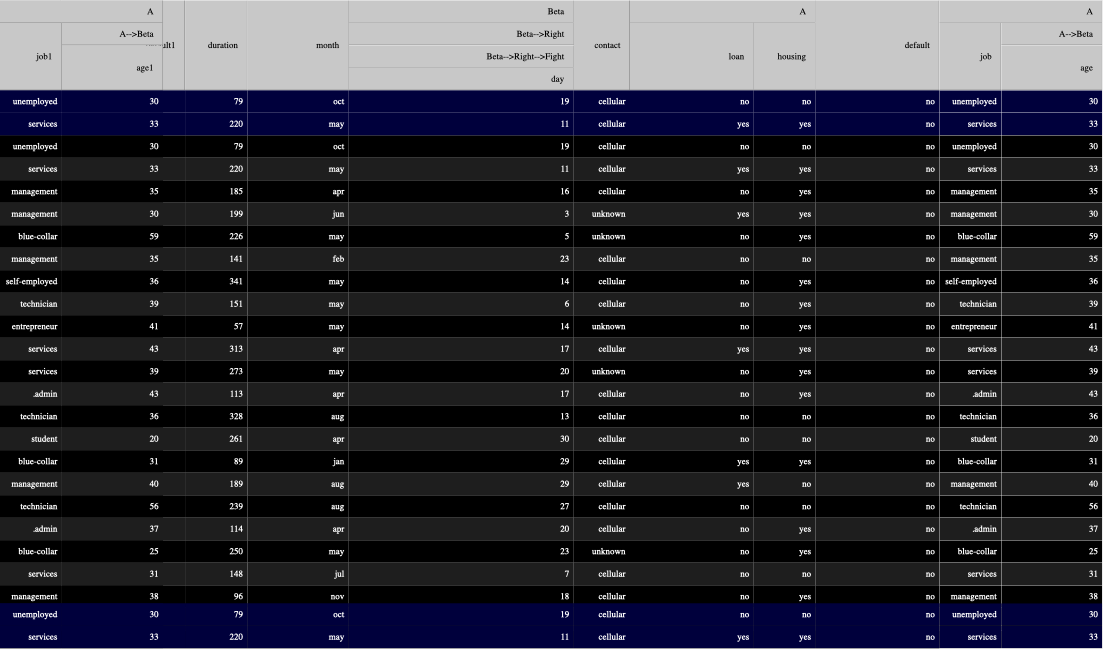 A Beta A A
A-->Beta Beta-->Right A-->Beta
job1 ult1 duration month contact default job
Beta-->Right-->Fight loan housing
age1 age
day
unemployed 30 79 oct 19 cellular no no no unemployed 30
services 33 220 may 11 cellular yes yes no services 33
unemployed 30 79 oct 19 cellular no no no unemployed 30
services 33 220 may 11 cellular yes yes no services 33
management 35 185 apr 16 cellular no yes no management 35
management 30 199 jun 3 unknown yes yes no management 30
blue-collar 59 226 may 5 unknown no yes no blue-collar 59
management 35 141 feb 23 cellular no no no management 35
self-employed 36 341 may 14 cellular no yes no self-employed 36
technician 39 151 may 6 cellular no yes no technician 39
entrepreneur 41 57 may 14 unknown no yes no entrepreneur 41
services 43 313 apr 17 cellular yes yes no services 43
services 39 273 may 20 unknown no yes no services 39
.admin 43 113 apr 17 cellular no yes no .admin 43
technician 36 328 aug 13 cellular no no no technician 36
student 20 261 apr 30 cellular no no no student 20
blue-collar 31 89 jan 29 cellular yes yes no blue-collar 31
management 40 189 aug 29 cellular yes no no management 40
technician 56 239 aug 27 cellular no no no technician 56
.admin 37 114 apr 20 cellular no yes no .admin 37
blue-collar 25 250 may 23 unknown no yes no blue-collar 25
services 31 148 jul 7 cellular no no no services 31
management 38 96 nov 18 cellular no yes no management 38
unemployed 30 79 oct 19 cellular no no no unemployed 30
services 33 220 may 11 cellular yes yes no services 33